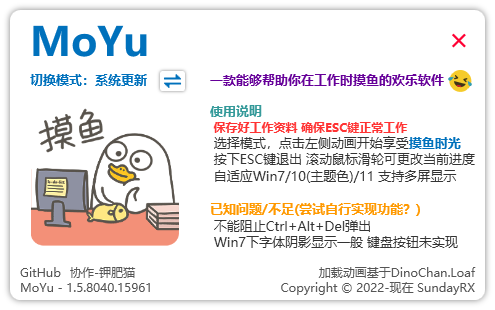 MoYu
切换模式：系统更新
一款能够帮助你在工作时摸鱼的欢乐软件
摸鱼
使用说明
保存好工作资料 确保ESC键正常工作
选择模式，点击左侧动画开始享受摸鱼时光
按下ESC键退出 滚动鼠标滑轮可更改当前进度
自适应Win7/10(主题色)/11 支持多屏显示
已知问题/不足(尝试自行实现功能？)
不能阻止Ctrl+Alt+Del弹出
Win7下字体阴影显示一般 键盘按钮未实现
GitHub 协作-钾肥猫
MoYu - 1.5.8040.15961
加载动画基于DinoChan.Loaf
Copyright © 2022-现在 SundayRX